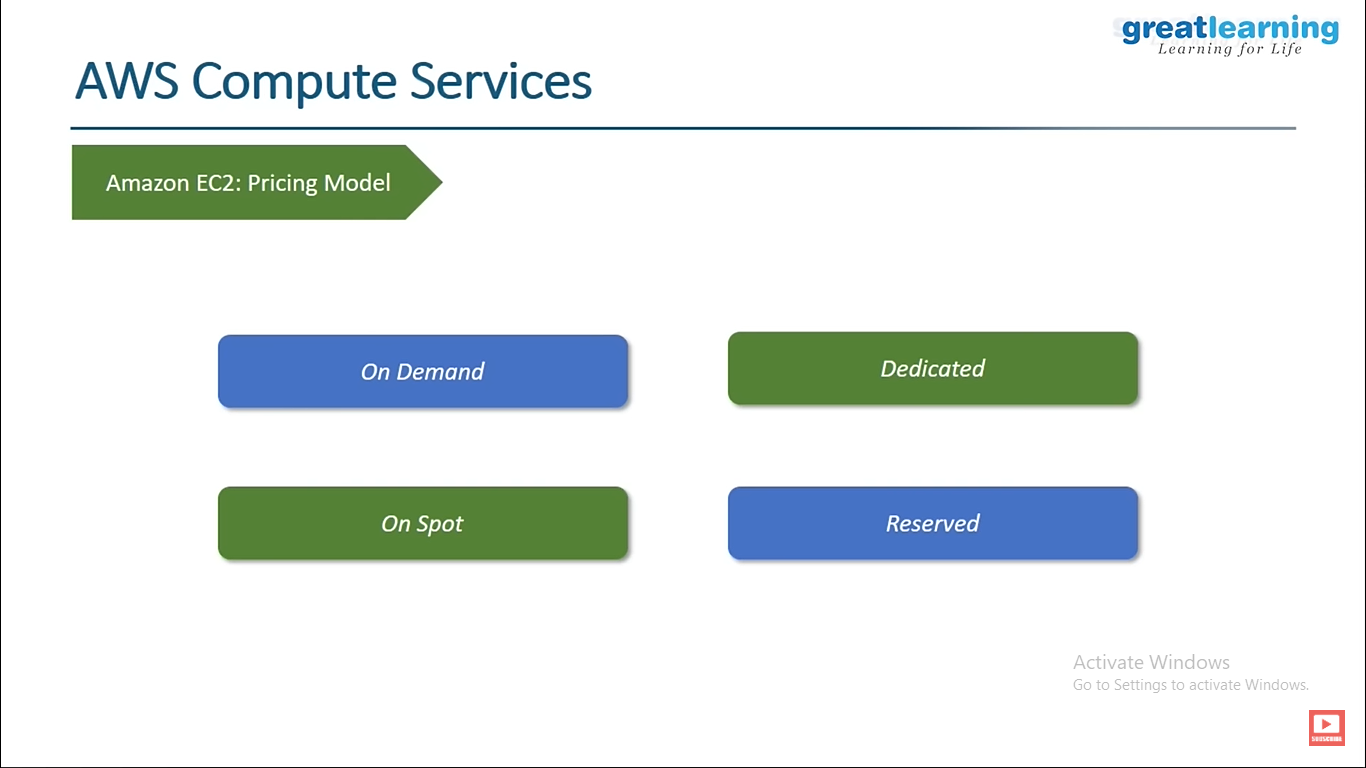 greatlearning
Learning for Life
AWS Compute Services
Amazon EC2: Pricing Model
On Demand
Dedicated
On Spot
Reserved
Activate Windows
Go to Settings to activate Windows.
SUBSCRIBE